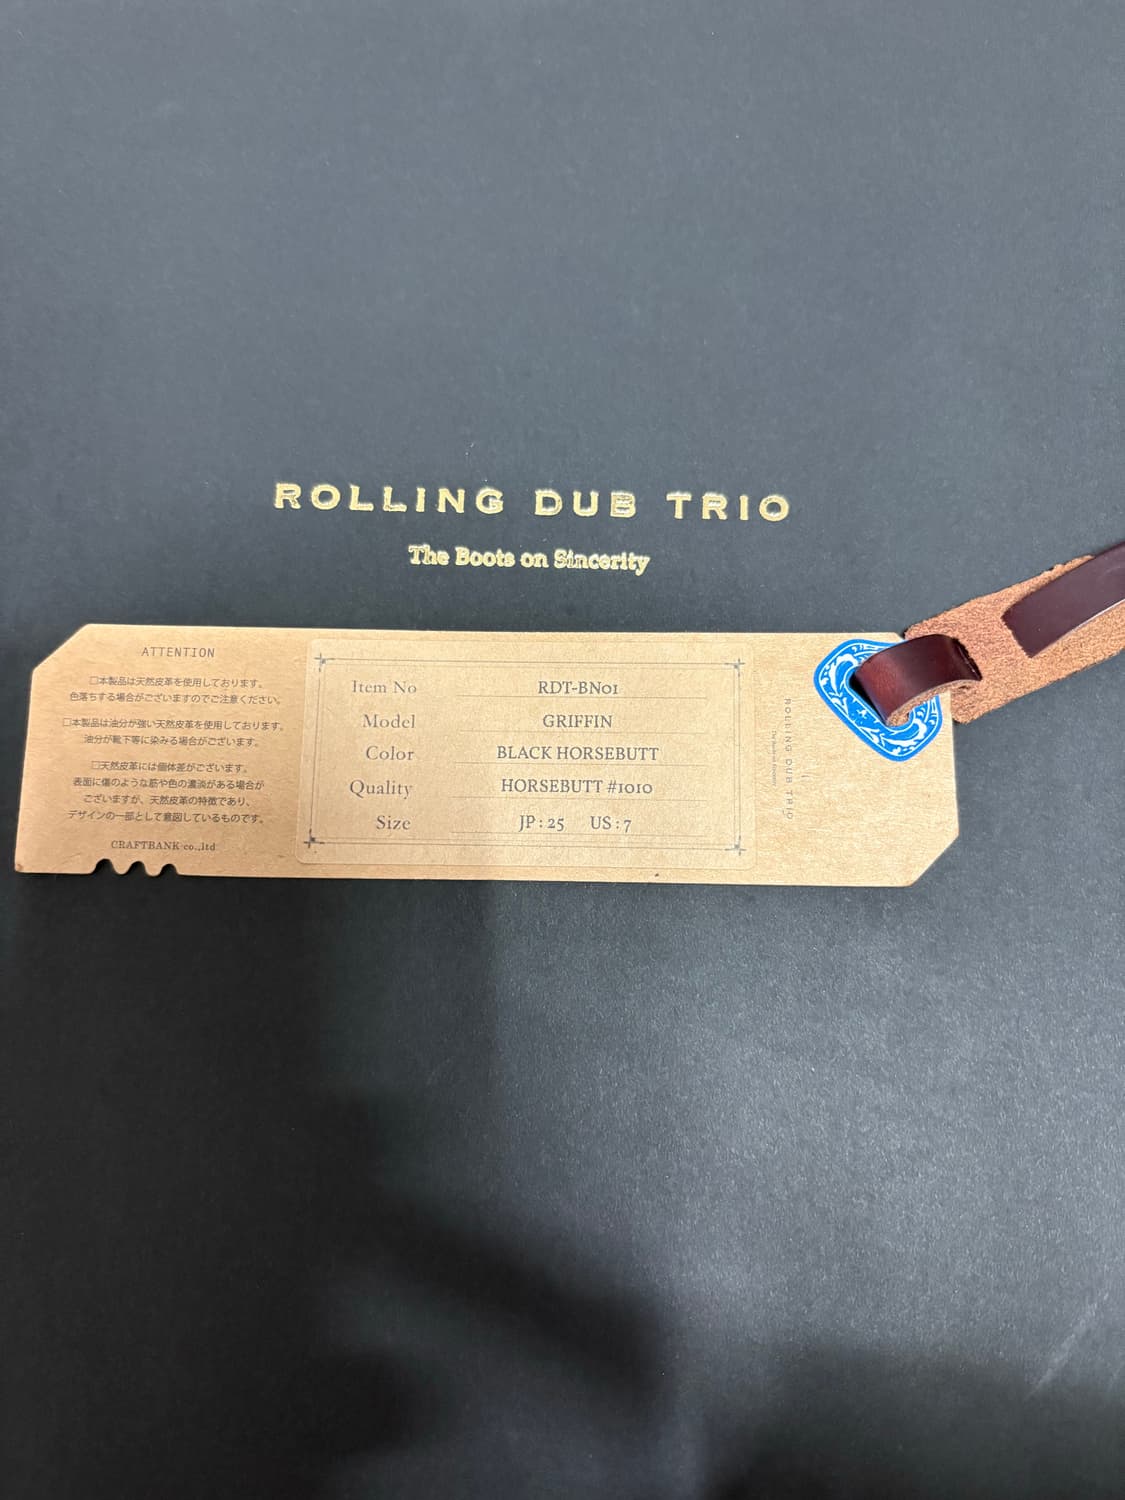 ROLLING DUB TRIO
The Boots on Sincerity
ATTENTION
□本製品は天然皮革を使用しております。
色落ちする場合がございますのでご注意ください。
□本製品は油分が強い天然皮革を使用しております。
油分が靴下等に染みる場合がございます。
□天然皮革には個体差がございます。
表面に傷のような筋や色の濃淡がある場合が
ございますが、天然皮革の特徴であり、
デザインの一部として意図しているものです。
CRAFTBANK co.,ltd
Item No RDT-BN01
Model GRIFFIN
Color BLACK HORSEBUTT
Quality HORSEBUTT #1010
Size JP : 25 US : 7
ROLLING DUB TRIO
The Boots on Sincerity